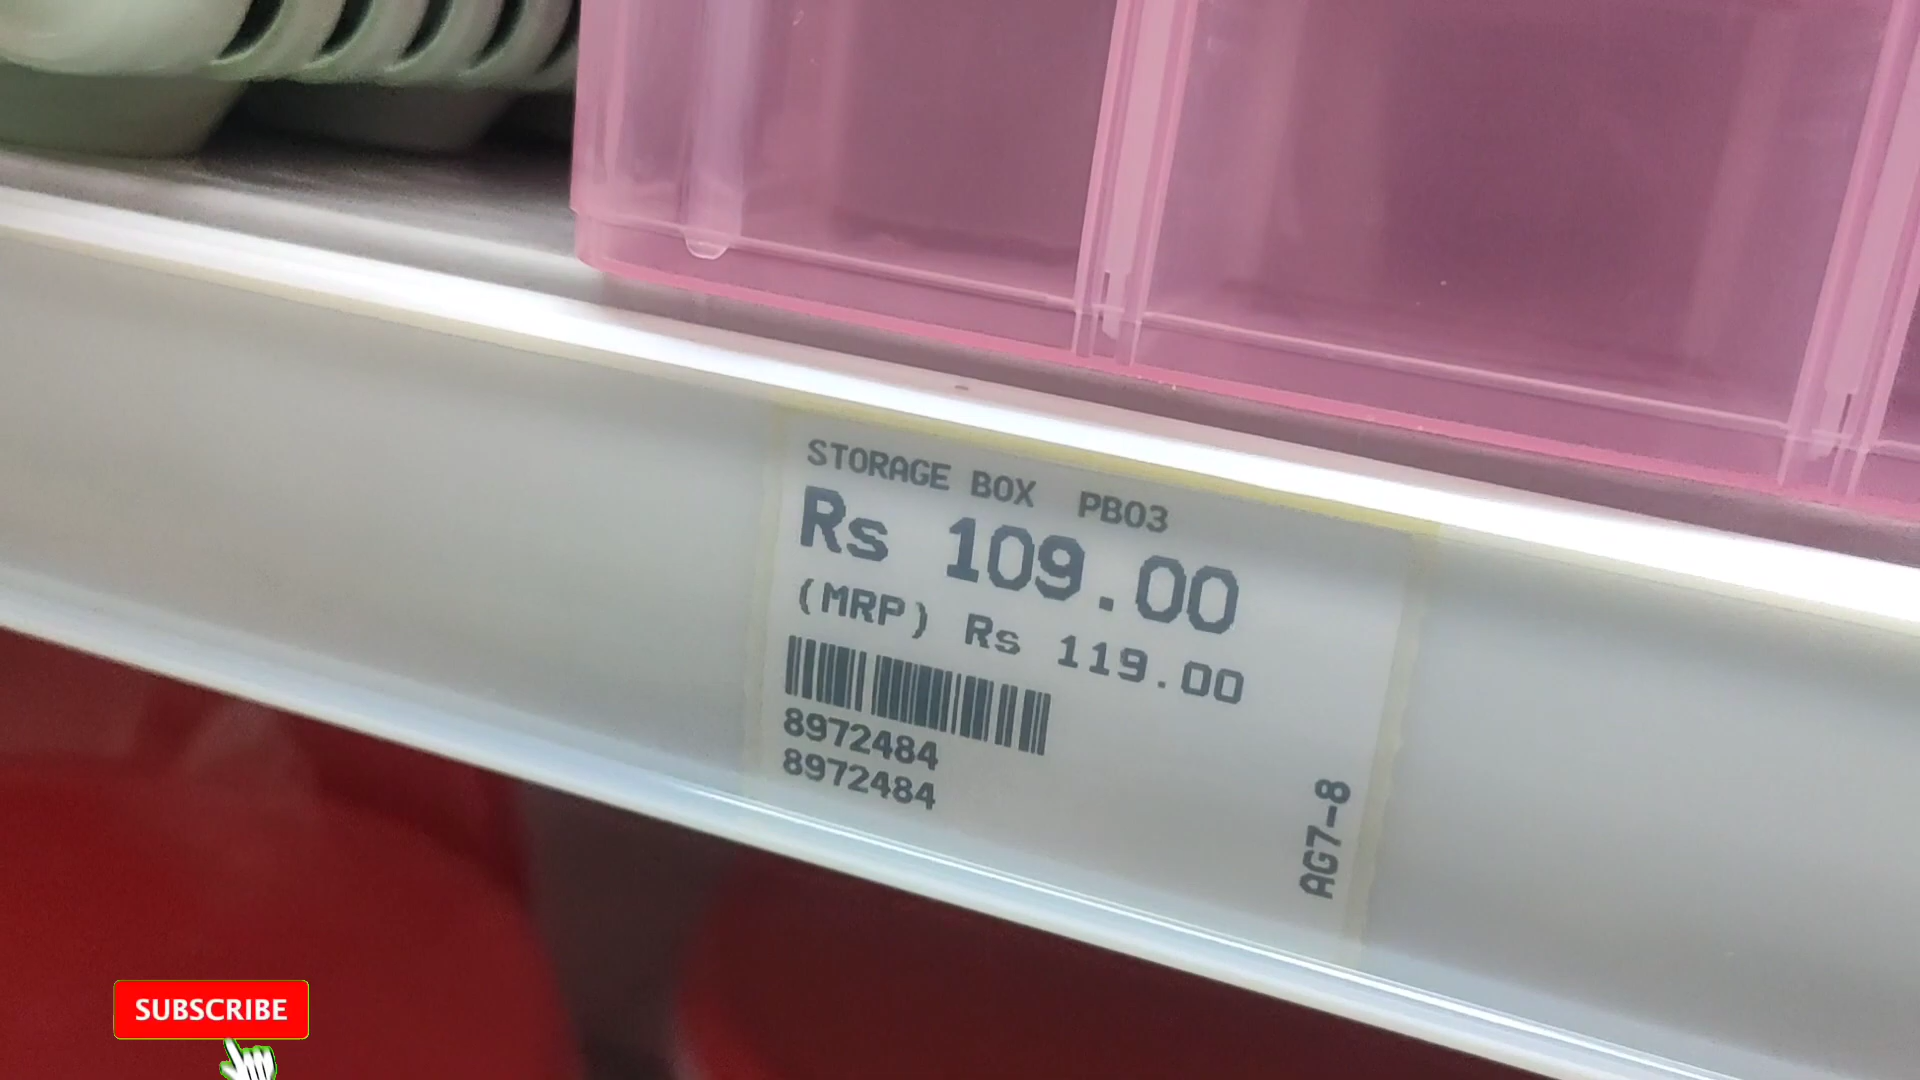 STORAGE BOX PB03
Rs 109.00
(MRP) Rs 119.00
8972484
8972484
AG7-8
SUBSCRIBE